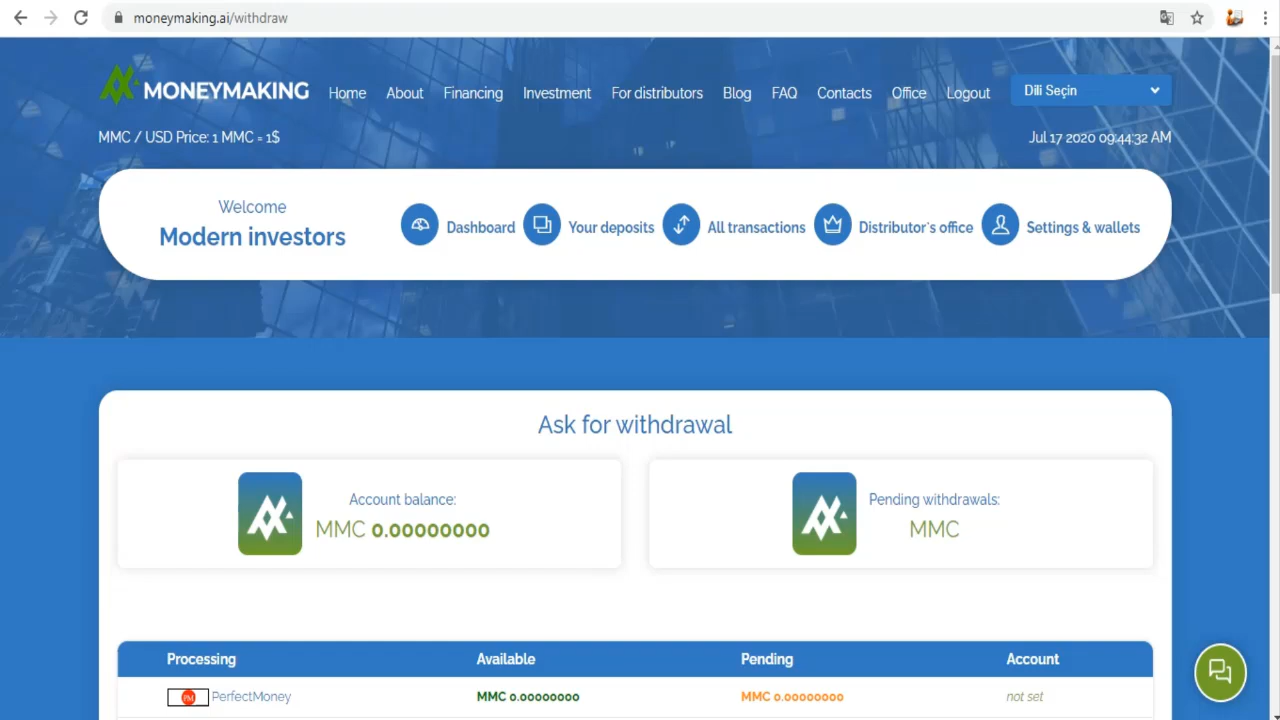 moneymaking.ai/withdraw
MONEYMAKING Home About Financing Investment For distributors Blog FAQ Contacts Office Logout Dili Seçin
MMC / USD Price: 1 MMC = 1$ Jul 17 2020 09:44:32 AM
Welcome
Modern investors Dashboard Your deposits All transactions Distributor's office Settings & wallets
Ask for withdrawal
Account balance: Pending withdrawals:
MMC 0.00000000 MMC
Processing Available Pending Account
PM PerfectMoney MMC 0.00000000 MMC 0.00000000 not set